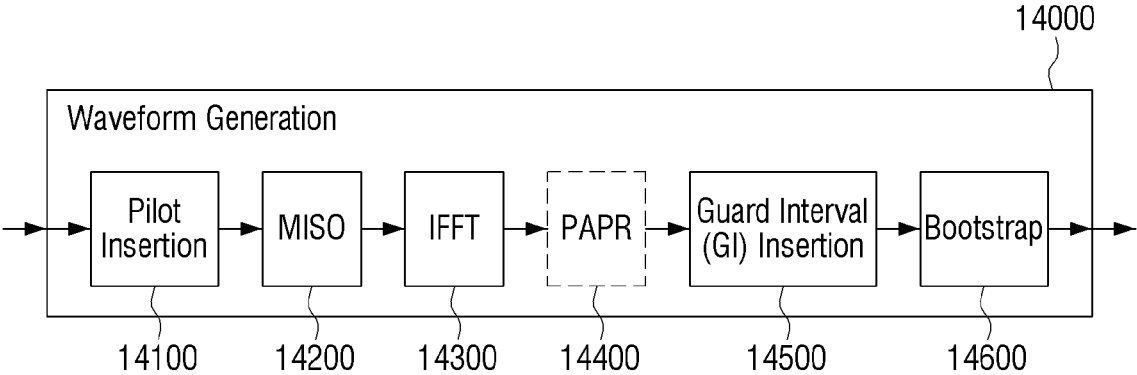 14000
Waveform Generation
Pilot
Insertion
MISO
IFFT
PAPR
Guard Interval
(GI) Insertion
Bootstrap
14100
14200
14300
14400
14500
14600